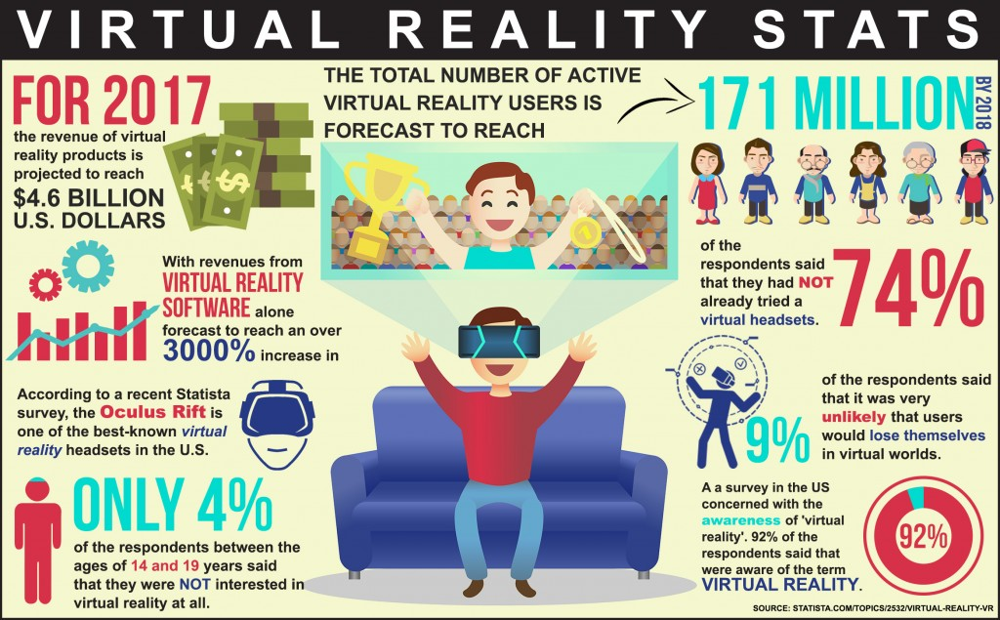 VIRTUAL REALITY STATS
FOR 2017
the revenue of virtual
reality products is
projected to reach
$4.6 BILLION
U.S. DOLLARS
THE TOTAL NUMBER OF ACTIVE
VIRTUAL REALITY USERS IS
FORECAST TO REACH
171 MILLION
BY 2018
With revenues from
VIRTUAL REALITY
SOFTWARE alone
forecast to reach an over
3000% increase in
of the
respondents said
that they had NOT
already tried a
virtual headsets.
74%
According to a recent Statista
survey, the Oculus Rift is
one of the best-known virtual
reality headsets in the U.S.
9%
of the respondents said
that it was very
unlikely that users
would lose themselves
in virtual worlds.
ONLY 4%
of the respondents between the
ages of 14 and 19 years said
that they were NOT interested in
virtual reality at all.
A a survey in the US
concerned with the
awareness of 'virtual
reality'. 92% of the
respondents said that
were aware of the term
VIRTUAL REALITY.
92%
SOURCE: STATISTA.COM/TOPICS/2532/VIRTUAL-REALITY-VR
$
1